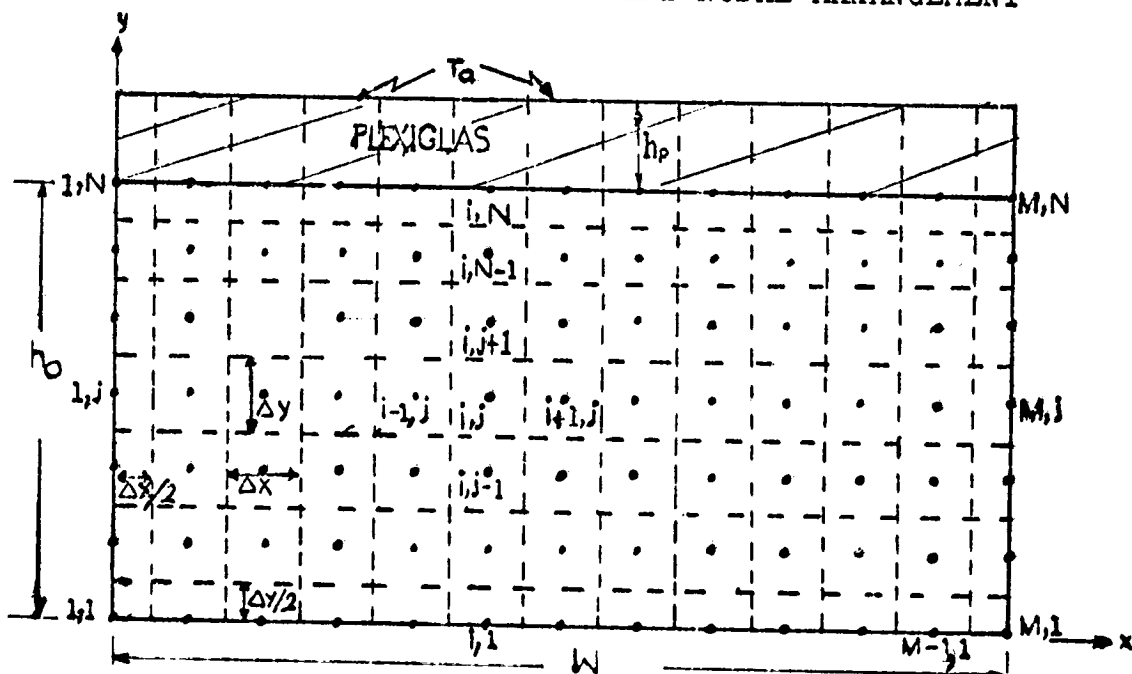 NODAL ARRANGEMENT
y
Ta
PLEXIGLAS
hp
1,N
i,N
M,N
i,N-1
i,j+1
ho
1,j
Δy
i-1,j
i,j
i+1,j
M,j
ΔX/2
ΔX
i,j-1
1,1
ΔY/2
i,1
M-1,1
M,1
x
W